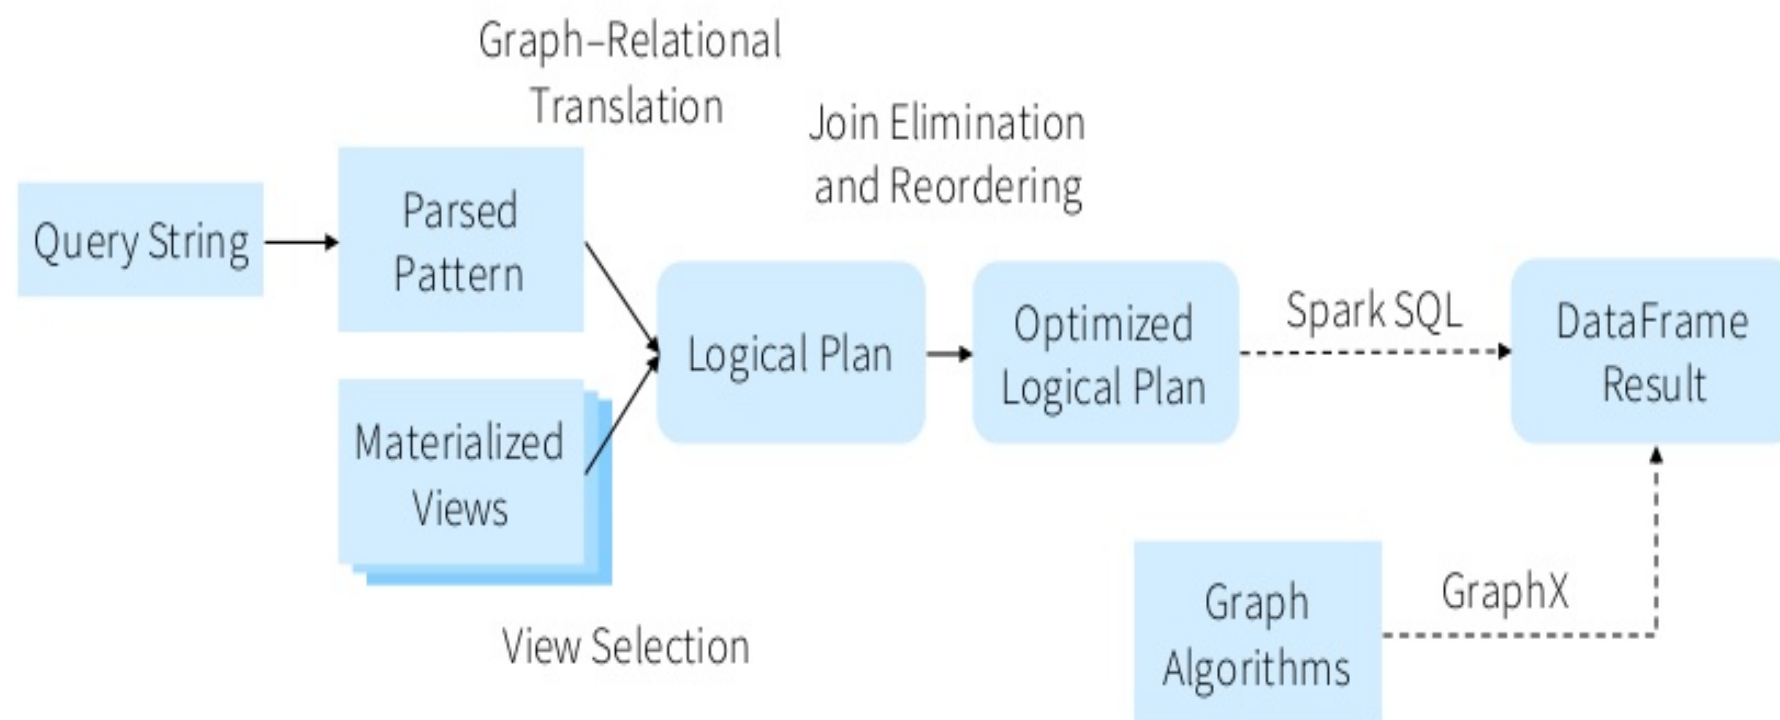 Graph–Relational
Translation
Join Elimination
and Reordering
Query String
Parsed
Pattern
Logical Plan
Optimized
Logical Plan
Spark SQL
DataFrame
Result
Materialized
Views
View Selection
Graph
Algorithms
GraphX